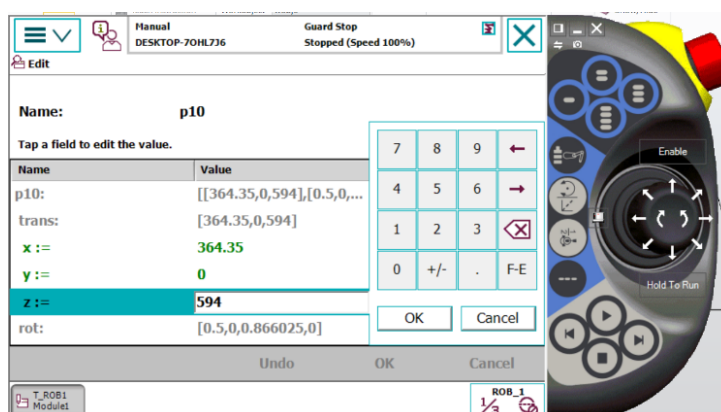 Manual
DESKTOP-7OHL7J6
Guard Stop
Stopped (Speed 100%)
Edit
Name: p10
Tap a field to edit the value.
Name Value
p10: [[364.35,0,594],[0.5,0,...
trans: [364.35,0,594]
x := 364.35
y := 0
z := 594
rot: [0.5,0,0.866025,0]
7 8 9 ←
4 5 6 →
1 2 3
0 +/- . F-E
OK Cancel
Undo OK Cancel
T_ROB1
Module1
ROB_1
1/3
Enable
Hold To Run